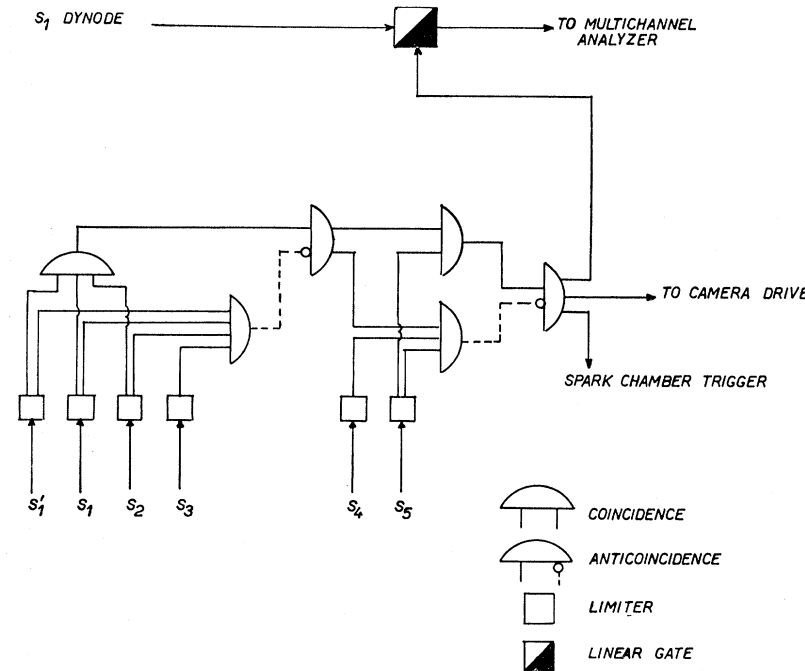 S1 DYNODE
TO MULTICHANNEL
ANALYZER
TO CAMERA DRIVE
SPARK CHAMBER TRIGGER
S1' S1 S2 S3 S4 S5
COINCIDENCE
ANTICOINCIDENCE
LIMITER
LINEAR GATE